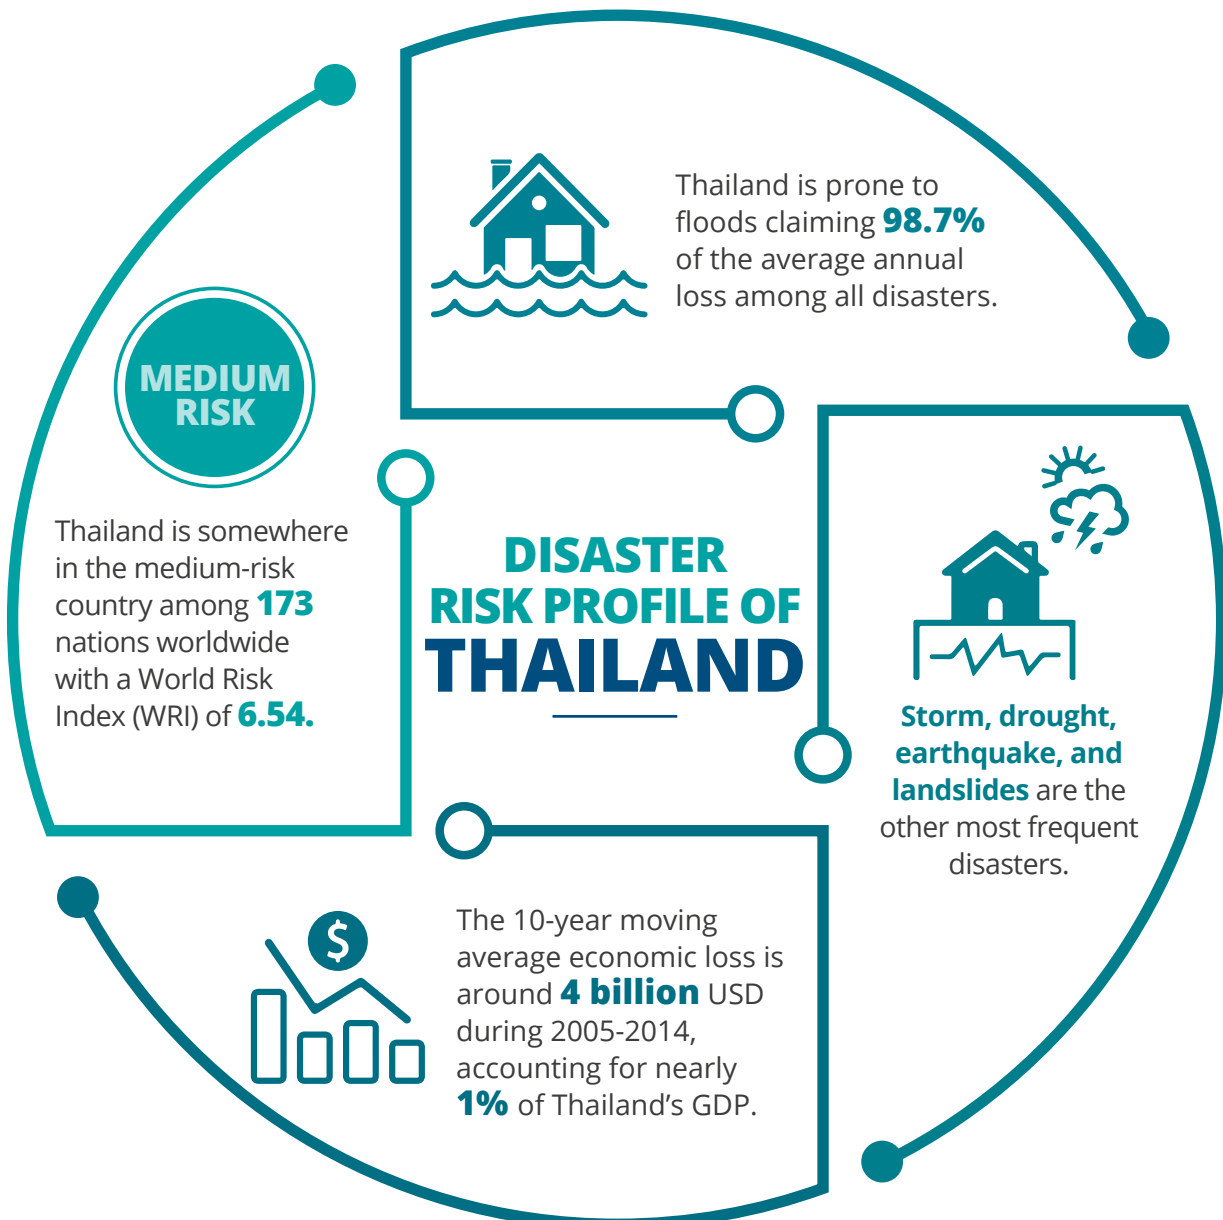 Thailand is prone to
floods claiming 98.7%
of the average annual
loss among all disasters.
MEDIUM
RISK
Thailand is somewhere
in the medium-risk
country among 173
nations worldwide
with a World Risk
Index (WRI) of 6.54.
DISASTER
RISK PROFILE OF
THAILAND
Storm, drought,
earthquake, and
landslides are the
other most frequent
disasters.
$
The 10-year moving
average economic loss is
around 4 billion USD
during 2005-2014,
accounting for nearly
1% of Thailand's GDP.